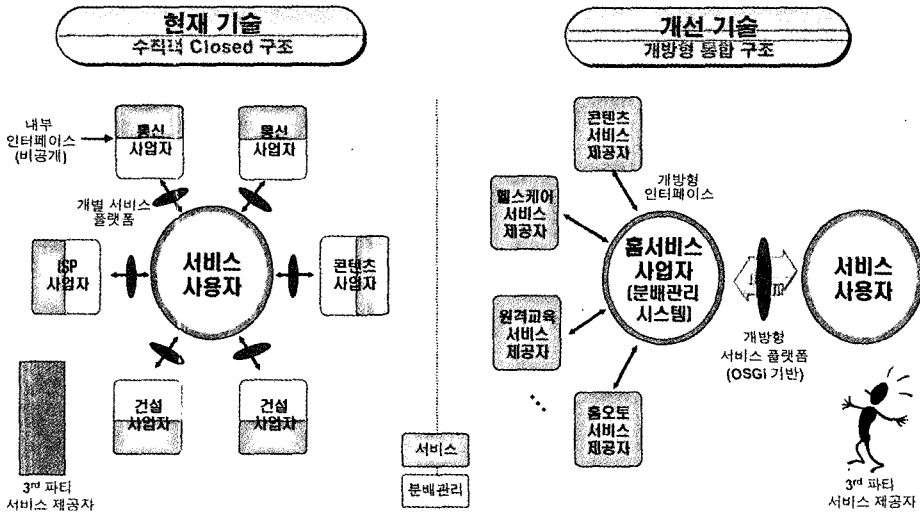 현재 기술
수직적 Closed 구조
내부
인터페이스
(비공개)
통신
사업자
통신
사업자
개별 서비스
플랫폼
ISP
사업자
서비스
사용자
콘텐츠
사업자
건설
사업자
건설
사업자
3rd 파티
서비스 제공자
서비스
분배관리
개선 기술
개방형 통합 구조
콘텐츠
서비스
제공자
개방형
인터페이스
헬스케어
서비스
제공자
홈서비스
사업자
(분배관리
시스템)
서비스
사용자
원격교육
서비스
제공자
개방형
서비스 플랫폼
(OSGi 기반)
...
홈오토
서비스
제공자
3rd 파티
서비스 제공자